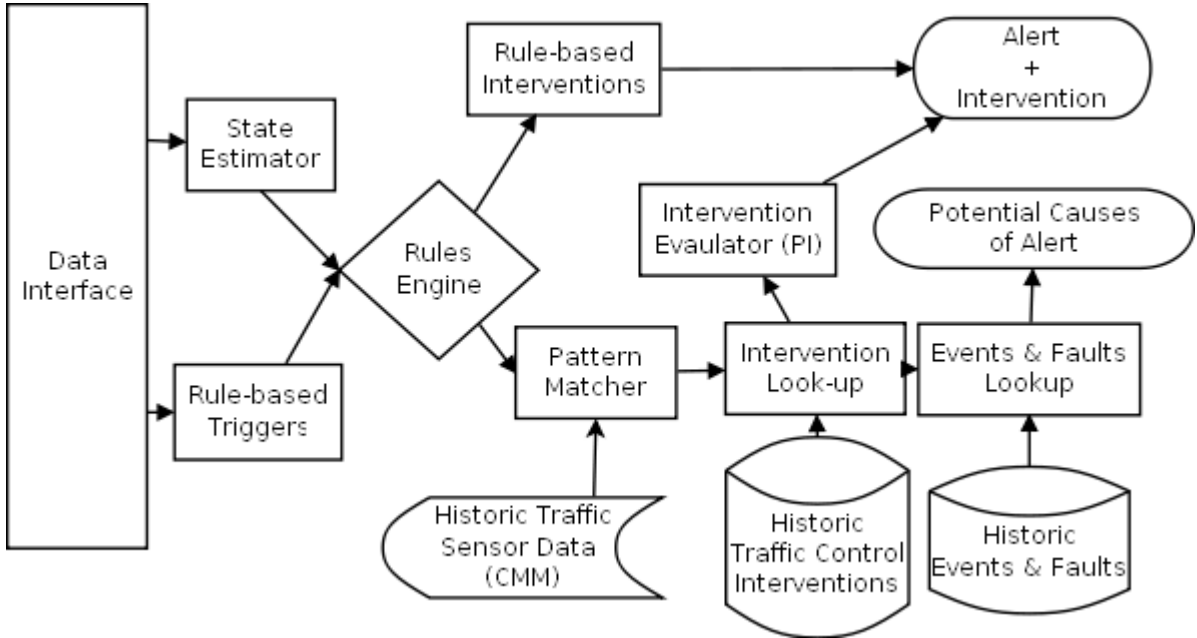 Data
Interface
State
Estimator
Rule-based
Triggers
Rules
Engine
Rule-based
Interventions
Alert
+
Intervention
Intervention
Evaulator (PI)
Potential Causes
of Alert
Pattern
Matcher
Intervention
Look-up
Events & Faults
Lookup
Historic Traffic
Sensor Data
(CMM)
Historic
Traffic Control
Interventions
Historic
Events & Faults